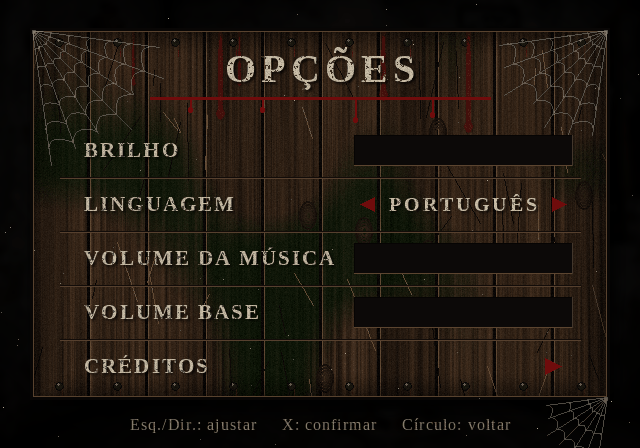 OPÇÕES
BRILHO
LINGUAGEM PORTUGUÊS
VOLUME DA MÚSICA
VOLUME BASE
CRÉDITOS
Esq./Dir.: ajustar X: confirmar Círculo: voltar